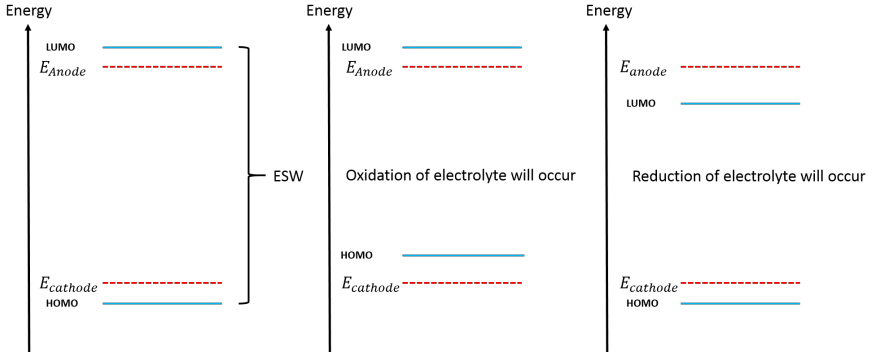 Energy
LUMO
E_Anode
ESW
E_cathode
HOMO
Energy
LUMO
E_Anode
Oxidation of electrolyte will occur
HOMO
E_cathode
Energy
E_anode
LUMO
Reduction of electrolyte will occur
E_cathode
HOMO